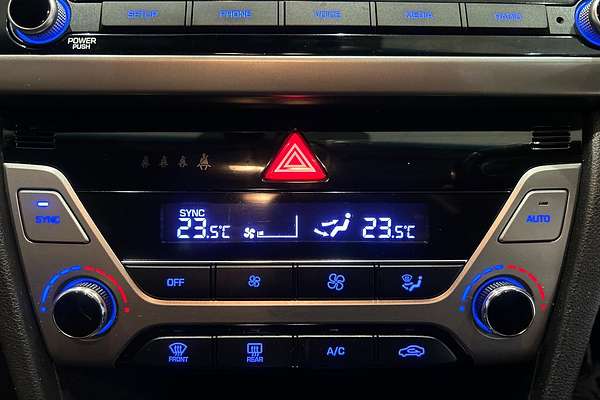 SETUP PHONE VOICE MEDIA RADIO
POWER
PUSH
SYNC
SYNC AUTO
23.5℃ 23.5℃
OFF
FRONT REAR A/C